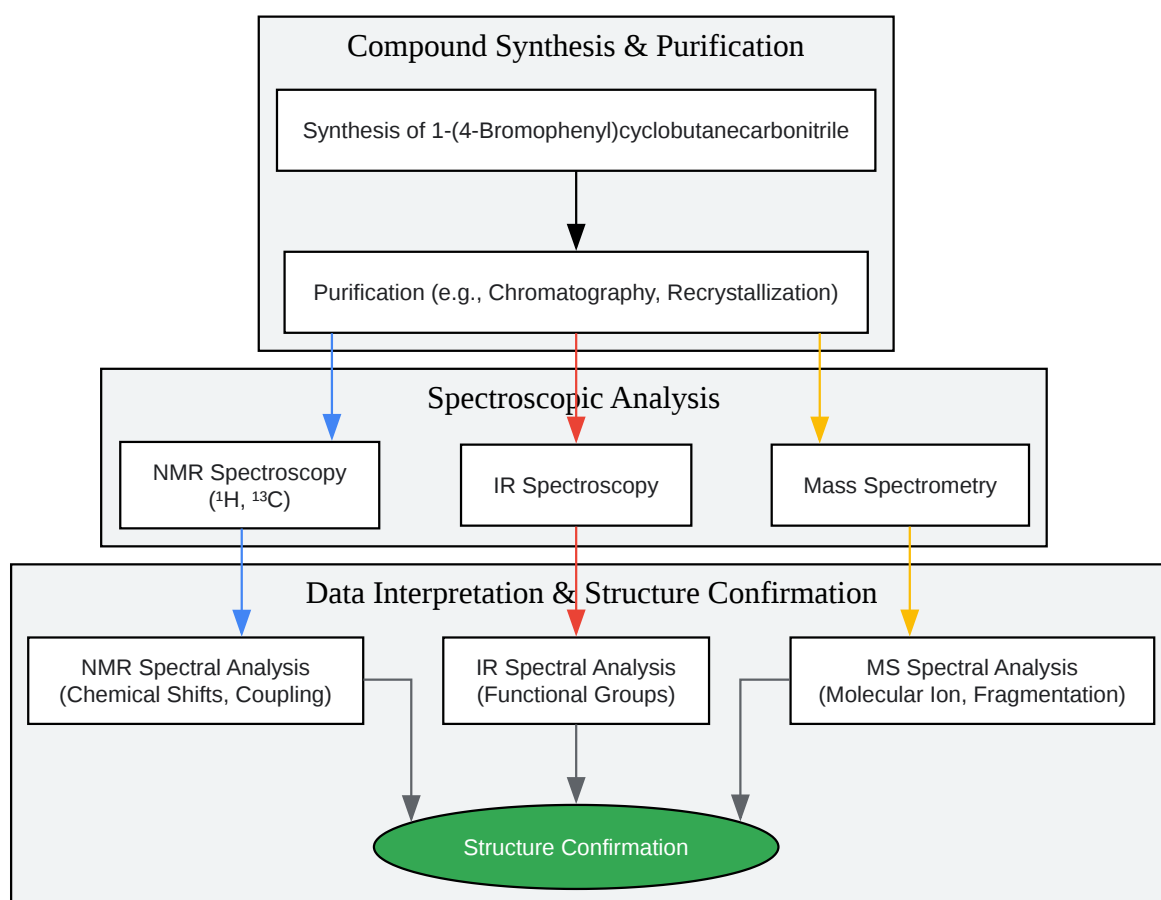 Compound Synthesis & Purification
Synthesis of 1-(4-Bromophenyl)cyclobutanecarbonitrile
Purification (e.g., Chromatography, Recrystallization)
Spectroscopic Analysis
NMR Spectroscopy
(¹H, ¹³C)
IR Spectroscopy
Mass Spectrometry
Data Interpretation & Structure Confirmation
NMR Spectral Analysis
(Chemical Shifts, Coupling)
IR Spectral Analysis
(Functional Groups)
MS Spectral Analysis
(Molecular Ion, Fragmentation)
Structure Confirmation